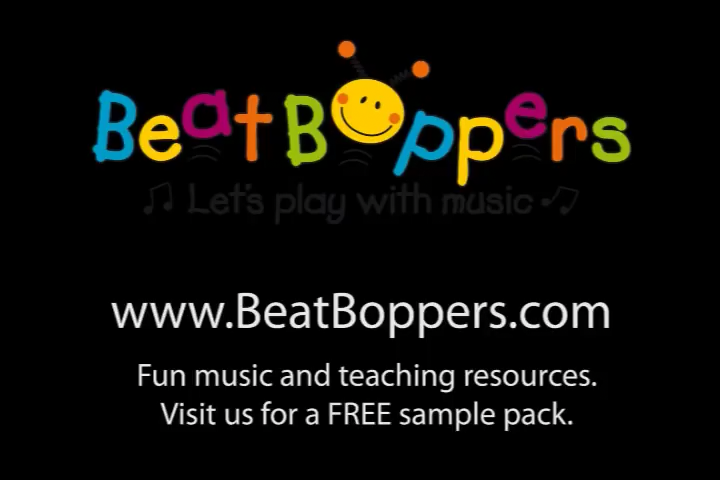 BeatBoppers
Let's play with music
www.BeatBoppers.com
Fun music and teaching resources.
Visit us for a FREE sample pack.